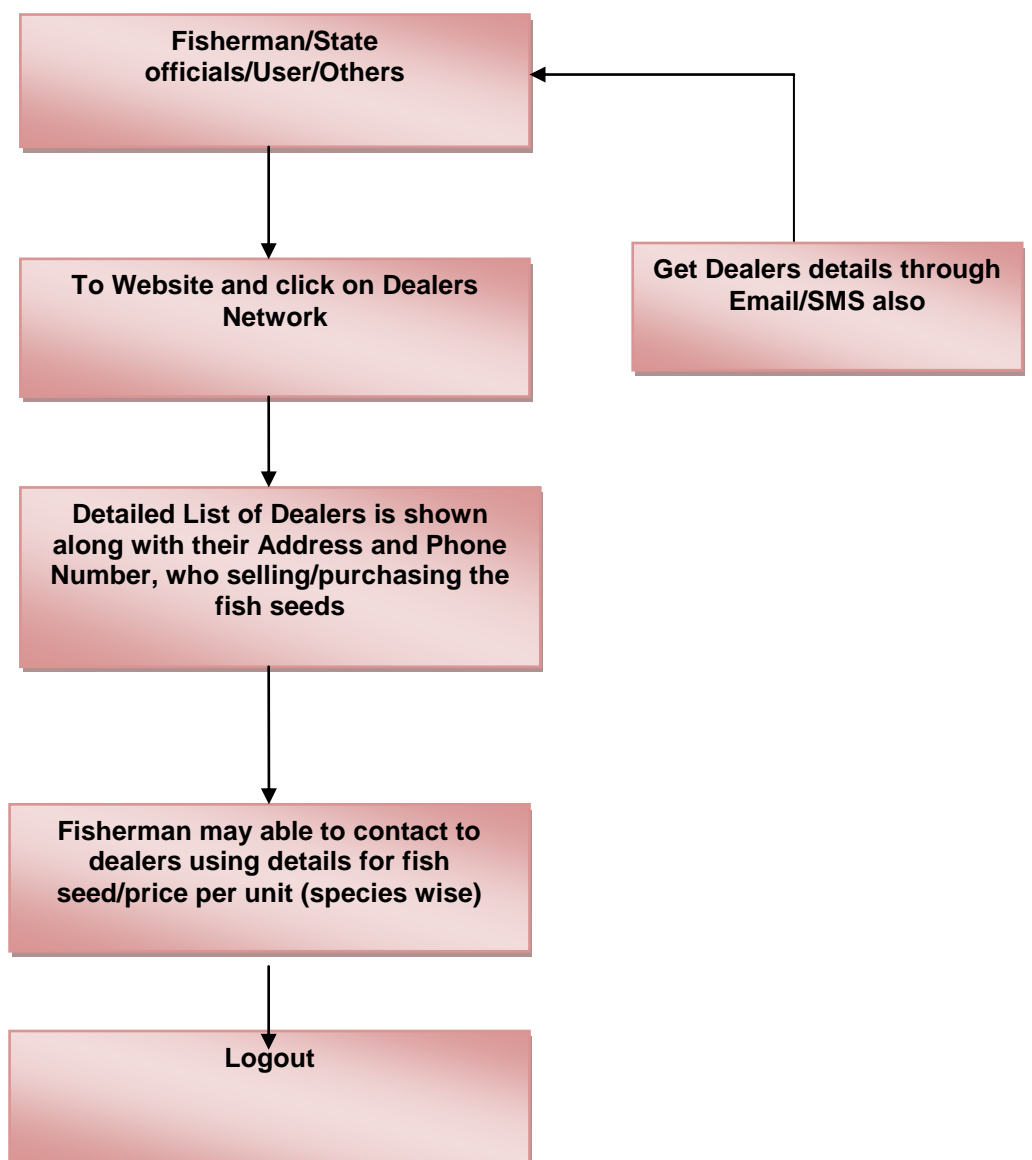 Fisherman/State
officials/User/Others
To Website and click on Dealers
Network
Get Dealers details through
Email/SMS also
Detailed List of Dealers is shown
along with their Address and Phone
Number, who selling/purchasing the
fish seeds
Fisherman may able to contact to
dealers using details for fish
seed/price per unit (species wise)
Logout